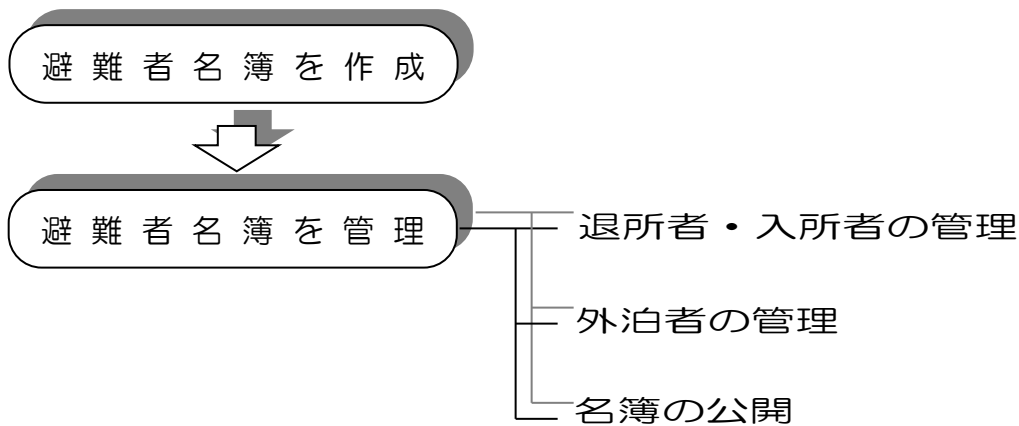 避難者名簿を作成
避難者名簿を管理
退所者・入所者の管理
外泊者の管理
名簿の公開